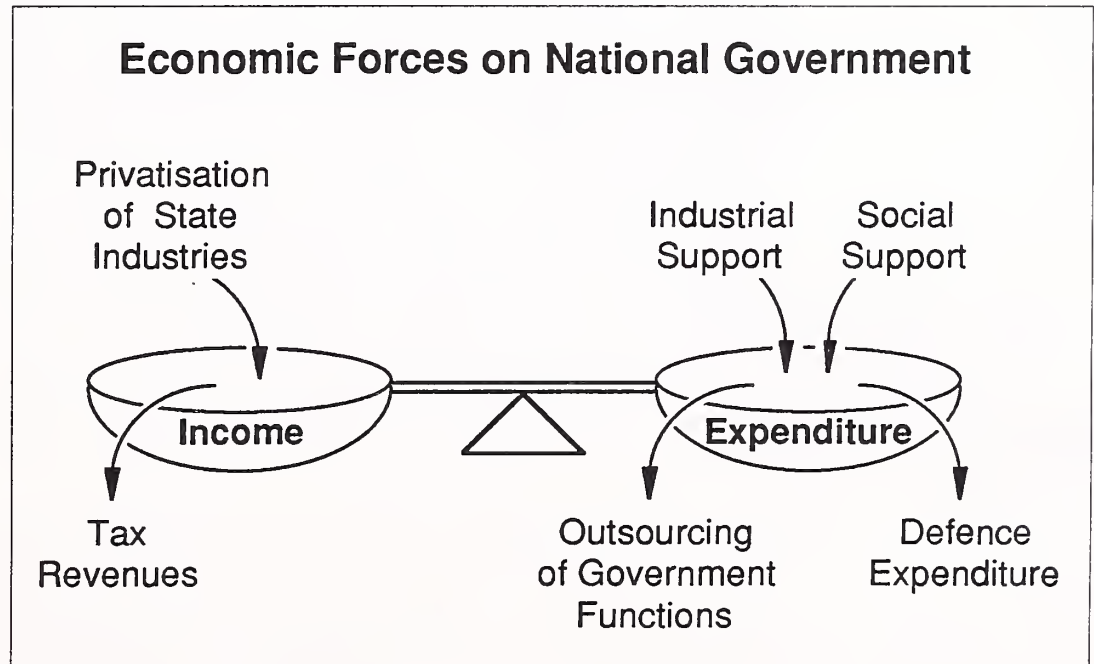 Economic Forces on National Government
Privatisation
of State
Industries
Industrial
Support
Social
Support
Income
Expenditure
Tax
Revenues
Outsourcing
of Government
Functions
Defence
Expenditure